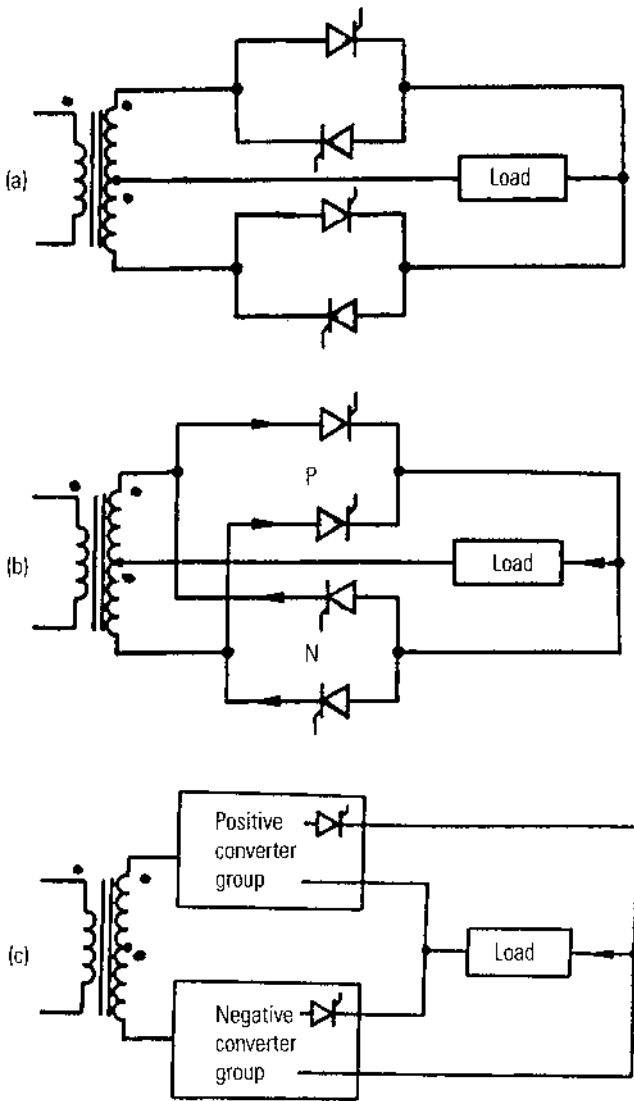 (a)
Load
P
(b)
Load
N
Positive
converter
group
(c)
Load
Negative
converter
group